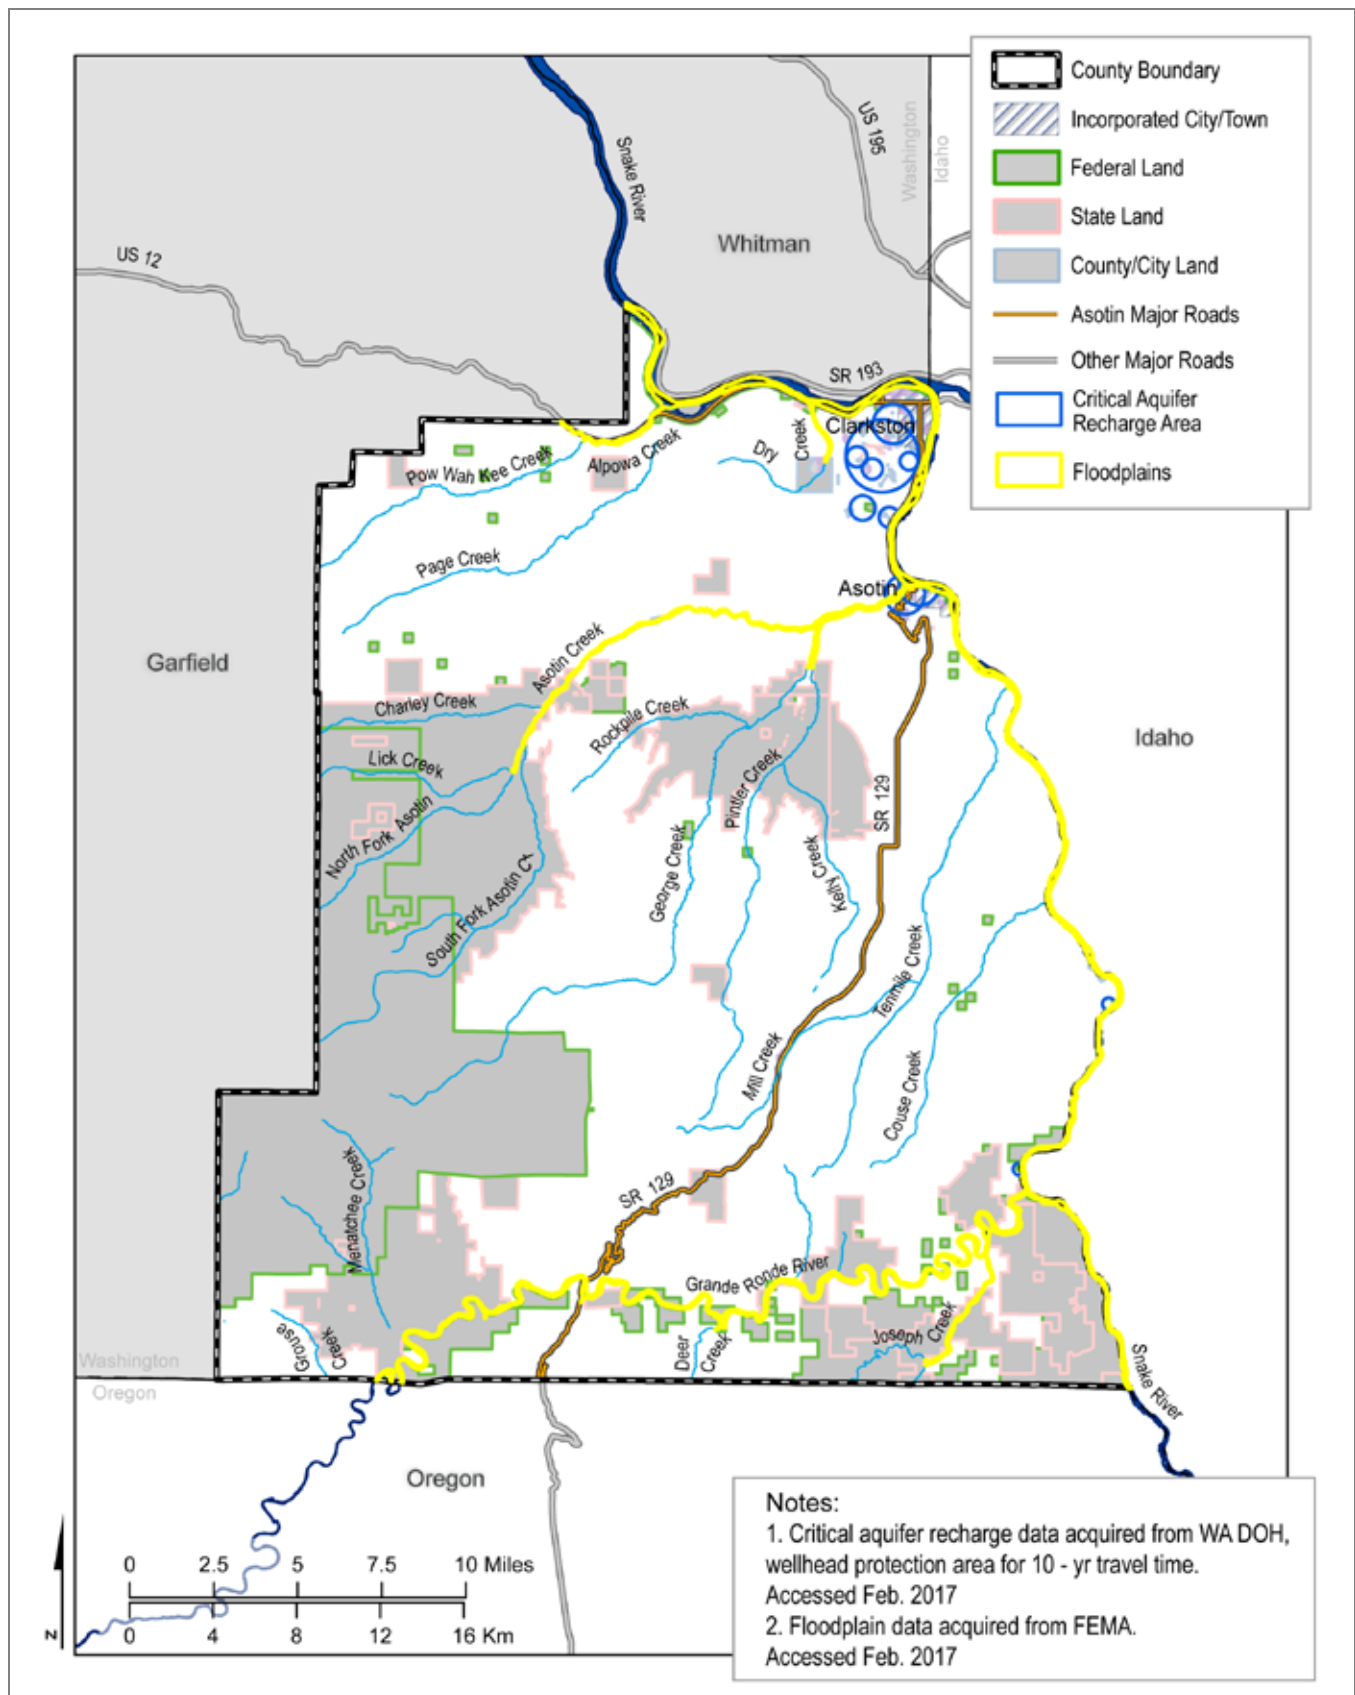 County Boundary
Incorporated City/Town
Federal Land
State Land
County/City Land
Asotin Major Roads
Other Major Roads
Critical Aquifer
Recharge Area
Floodplains
US 195
Washington
Idaho
Snake River
Whitman
US 12
SR 193
Clarkston
Creek
Dry
Alpowa Creek
Pow Wah Kee Creek
Page Creek
Asotin
Garfield
Asotin Creek
Charley Creek
Rockpile Creek
Lick Creek
Idaho
Pintler Creek
SR 129
North Fork Asotin
George Creek
Kelly Creek
South Fork Asotin Cr
Tenmile Creek
Mill Creek
Couse Creek
Menatchee Creek
SR 129
Grande Ronde River
Grouse
Creek
Deer
Creek
Joseph Creek
Snake River
Washington
Oregon
Oregon
Notes:
1. Critical aquifer recharge data acquired from WA DOH,
wellhead protection area for 10 - yr travel time.
Accessed Feb. 2017
2. Floodplain data acquired from FEMA.
Accessed Feb. 2017
0 2.5 5 7.5 10 Miles
0 4 8 12 16 Km
N